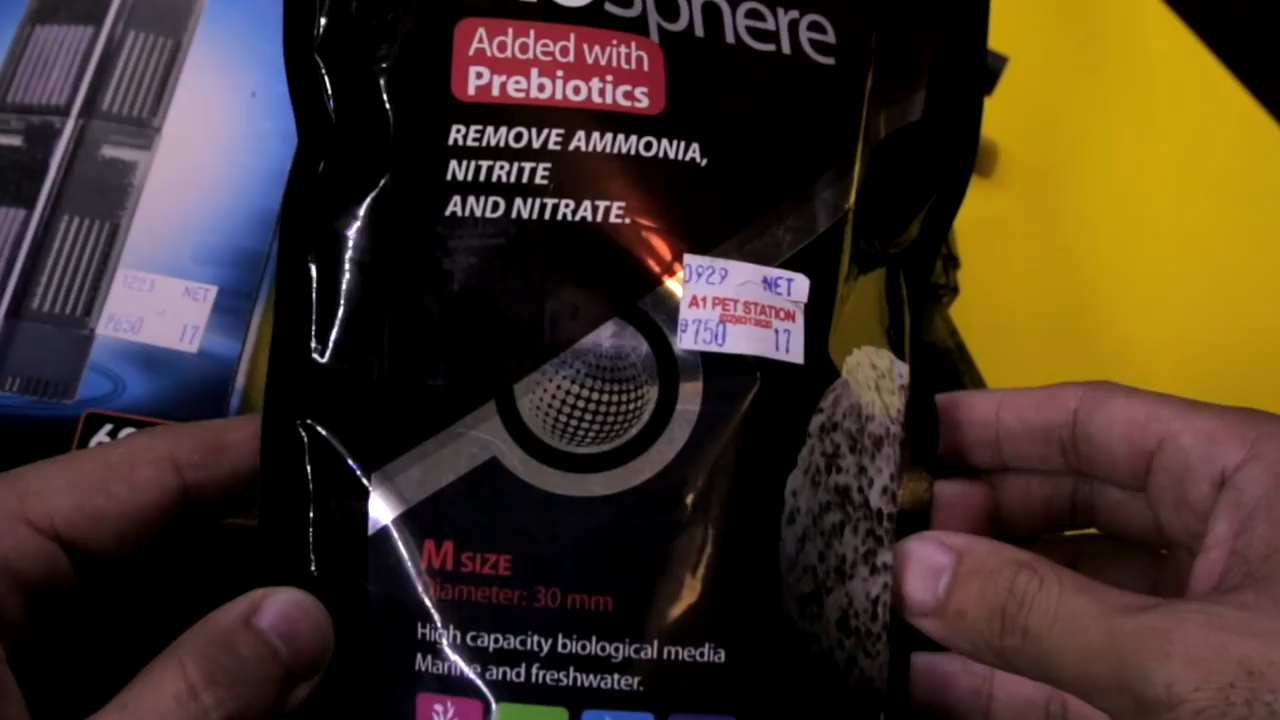 sphere
Added with
Prebiotics
REMOVE AMMONIA,
NITRITE
AND NITRATE.
0929 NET
A1 PET STATION
₱750 17
1223 NET
₱650 17
M SIZE
Diameter: 30 mm
High capacity biological media
Marine and freshwater.